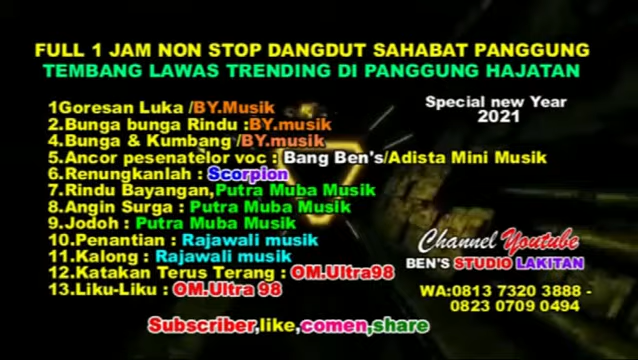 FULL 1 JAM NON STOP DANGDUT SAHABAT PANGGUNG
TEMBANG LAWAS TRENDING DI PANGGUNG HAJATAN
Special new Year
2021
1Goresan Luka /BY.Musik
2.Bunga bunga Rindu :BY.musik
4.Bunga & Kumbang /BY.musik
5.Ancor pesenatelor voc : Bang Ben's/Adista Mini Musik
6.Renungkanlah : Scorpion
7.Rindu Bayangan,Putra Muba Musik
8.Angin Surga : Putra Muba Musik
9.Jodoh : Putra Muba Musik
10.Penantian : Rajawali musik
11.Kalong : Rajawali musik
12.Katakan Terus Terang : OM.Ultra98
13.Liku-Liku : OM.Ultra 98
Channel Youtube
BEN'S STUDIO LAKITAN
WA:0813 7320 3888 -
0823 0709 0494
Subscriber,like,comen,share